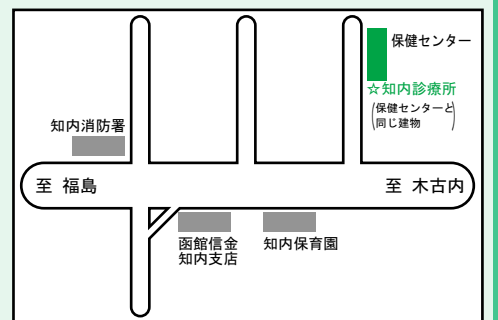 保健センター
☆知内診療所
(保健センターと
同じ建物)
知内消防署
至 福島
至 木古内
函館信金
知内支店
知内保育園